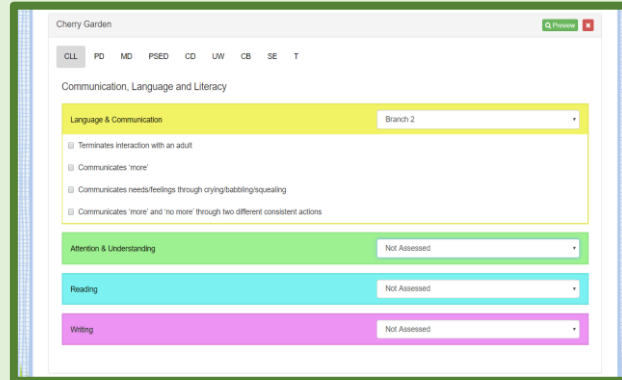 Cherry Garden
Preview
CLL PD MD PSED CD UW CB SE T
Communication, Language and Literacy
Language & Communication Branch 2
Terminates interaction with an adult
Communicates 'more'
Communicates needs/feelings through crying/babbling/squealing
Communicates 'more' and 'no more' through two different consistent actions
Attention & Understanding Not Assessed
Reading Not Assessed
Writing Not Assessed